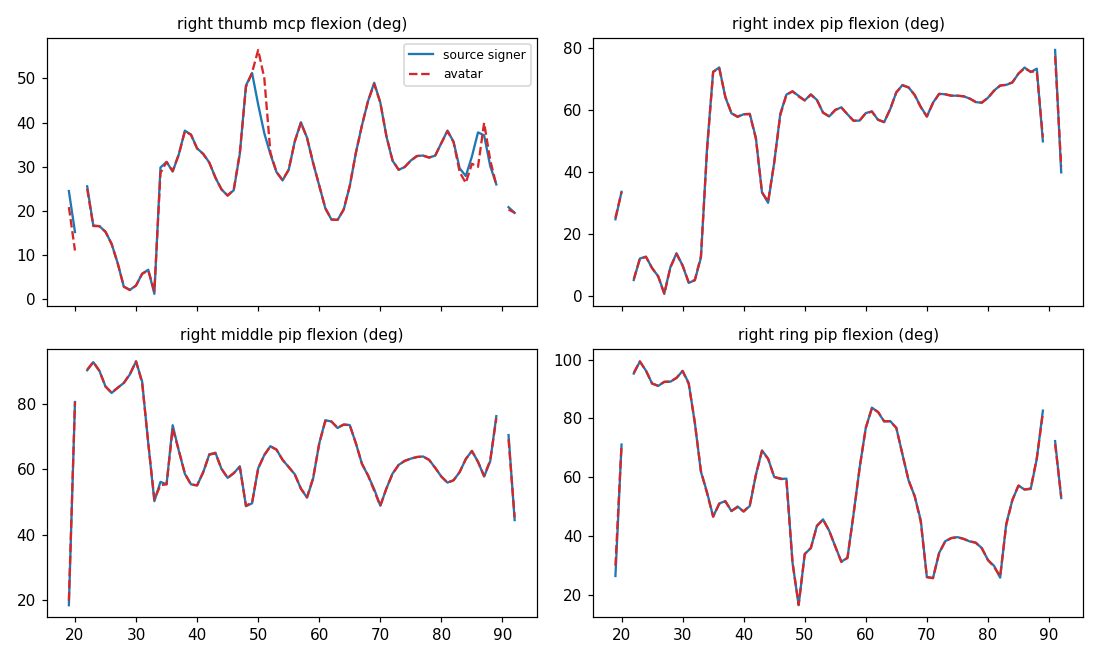 right thumb mcp flexion (deg)
right index pip flexion (deg)
source signer
avatar
50
40
30
20
10
0
80
60
40
20
0
right middle pip flexion (deg)
right ring pip flexion (deg)
80
60
40
20
100
80
60
40
20
20 30 40 50 60 70 80 90
20 30 40 50 60 70 80 90